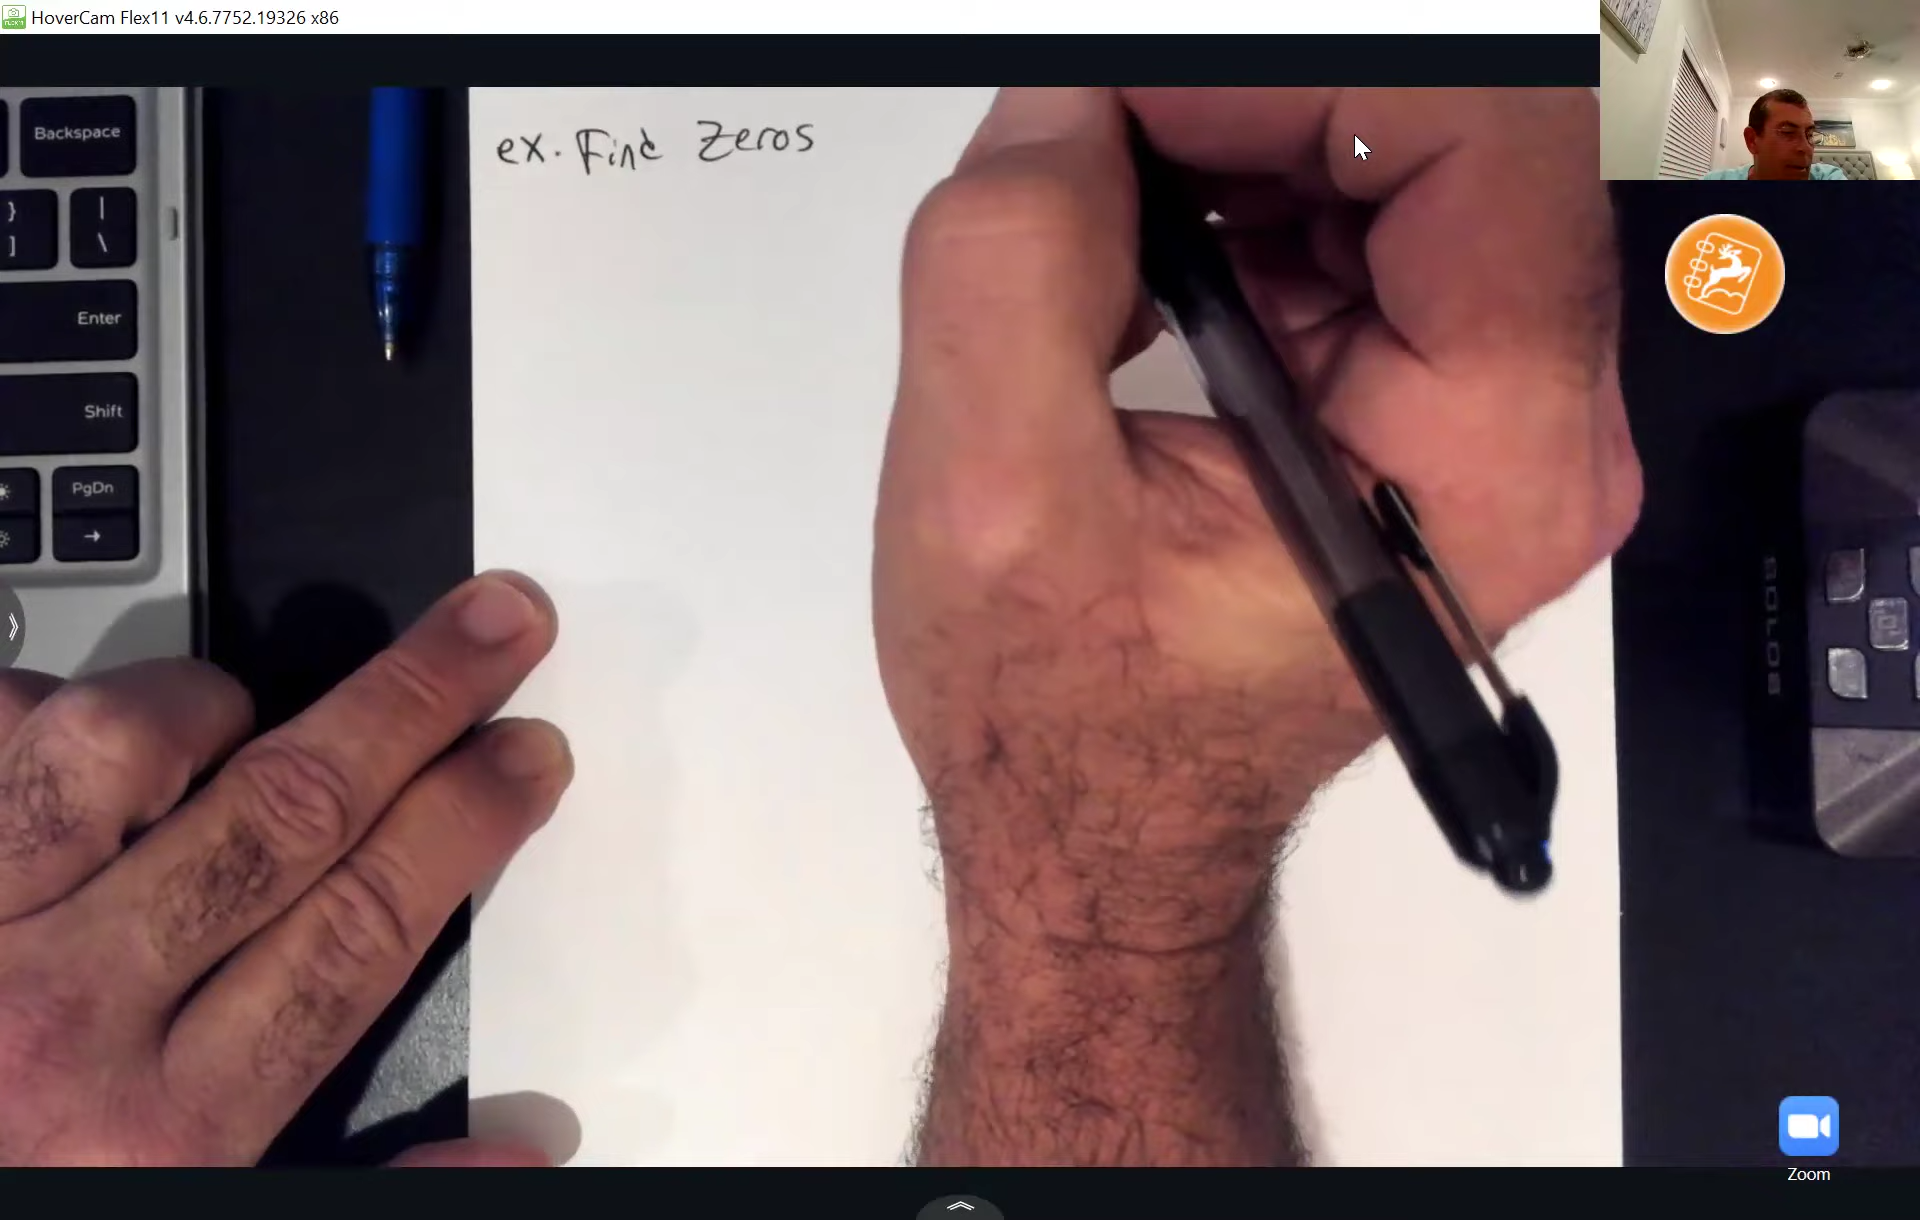 HoverCam Flex11 v4.6.7752.19326 x86
ex. Find Zeros
Backspace
}
]
|
\
Enter
Shift
PgDn
→
Zoom